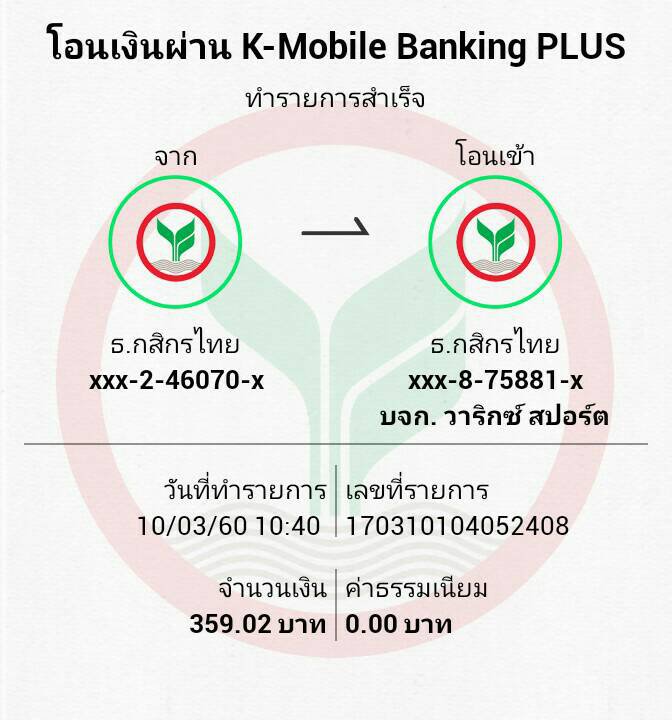 โอนเงินผ่าน K-Mobile Banking PLUS
ทำรายการสำเร็จ
จาก
โอนเข้า
ธ.กสิกรไทย
xxx-2-46070-x
ธ.กสิกรไทย
xxx-8-75881-x
บจก. วาริกซ์ สปอร์ต
วันที่ทำรายการ
10/03/60 10:40
เลขที่รายการ
170310104052408
จำนวนเงิน
359.02 บาท
ค่าธรรมเนียม
0.00 บาท